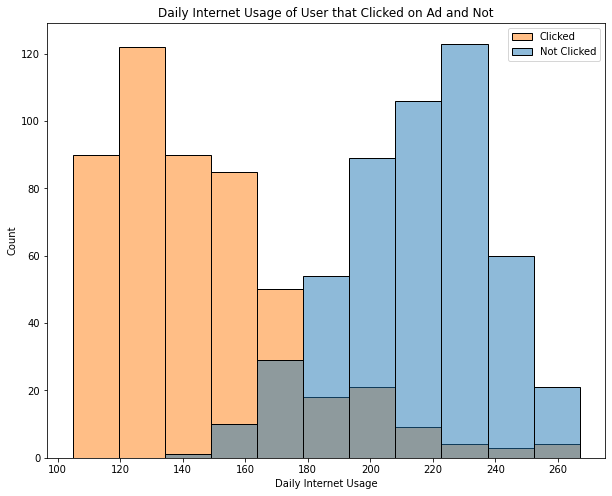 Daily Internet Usage of User that Clicked on Ad and Not
Clicked
Not Clicked
120
100
80
60
40
20
0
Count
100 120 140 160 180 200 220 240 260
Daily Internet Usage